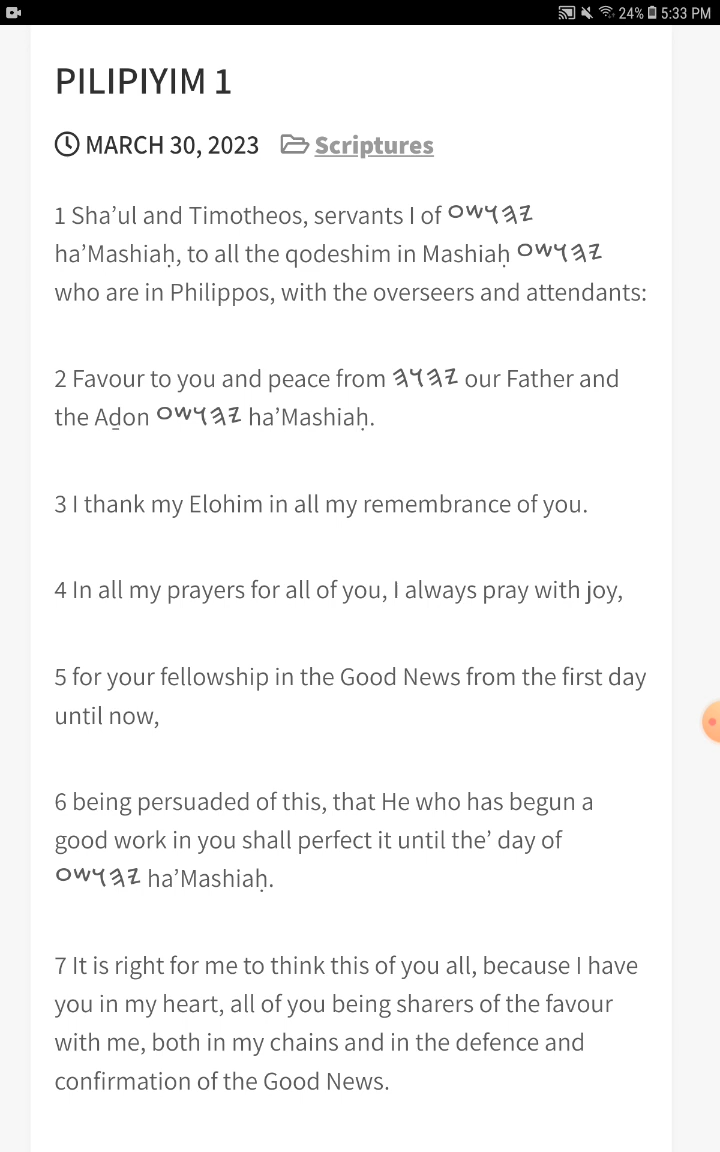 24% 5:33 PM
PILIPIYIM 1
MARCH 30, 2023 Scriptures
1 Sha’ul and Timotheos, servants I of 𐤉𐤄𐤅𐤔𐤏
ha’Mashiaḥ, to all the qodeshim in Mashiaḥ 𐤉𐤄𐤅𐤔𐤏
who are in Philippos, with the overseers and attendants:
2 Favour to you and peace from 𐤉𐤄𐤅𐤄 our Father and
the Aḏon 𐤉𐤄𐤅𐤔𐤏 ha’Mashiaḥ.
3 I thank my Elohim in all my remembrance of you.
4 In all my prayers for all of you, I always pray with joy,
5 for your fellowship in the Good News from the first day
until now,
6 being persuaded of this, that He who has begun a
good work in you shall perfect it until the’ day of
𐤉𐤄𐤅𐤔𐤏 ha’Mashiaḥ.
7 It is right for me to think this of you all, because I have
you in my heart, all of you being sharers of the favour
with me, both in my chains and in the defence and
confirmation of the Good News.